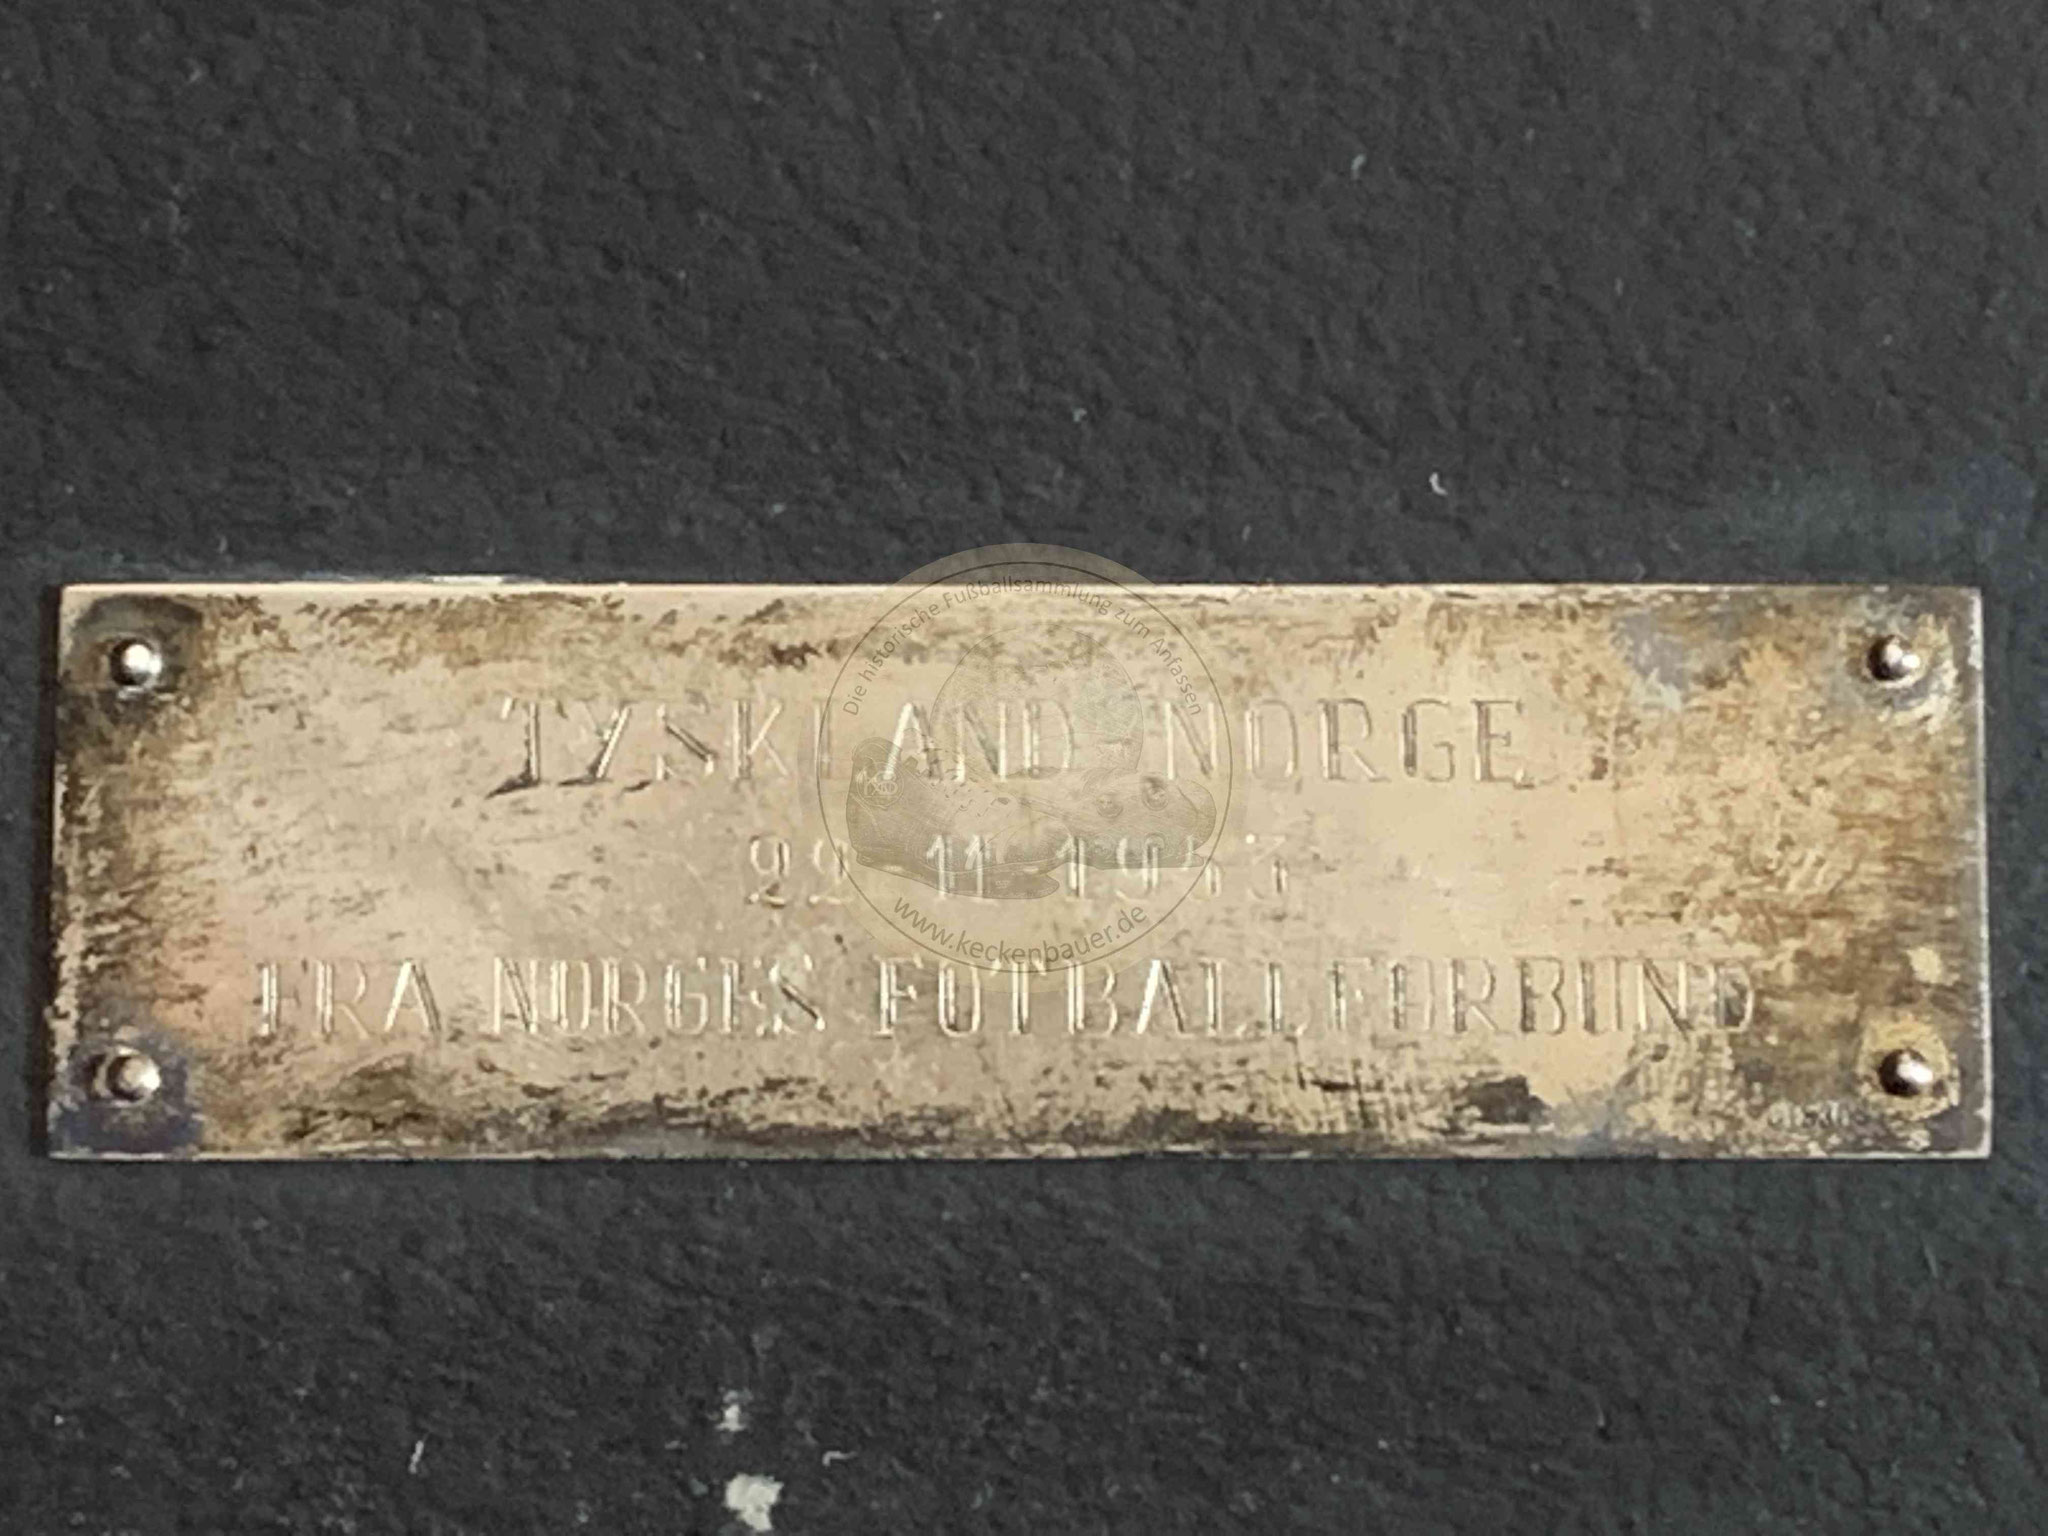 Die historische Fußballsammlung zum Anfassen
TYSKLAND-NORGE
22-11-1953
www.keckenbauer.de
FRA NORGES FOTBALLFORBUND